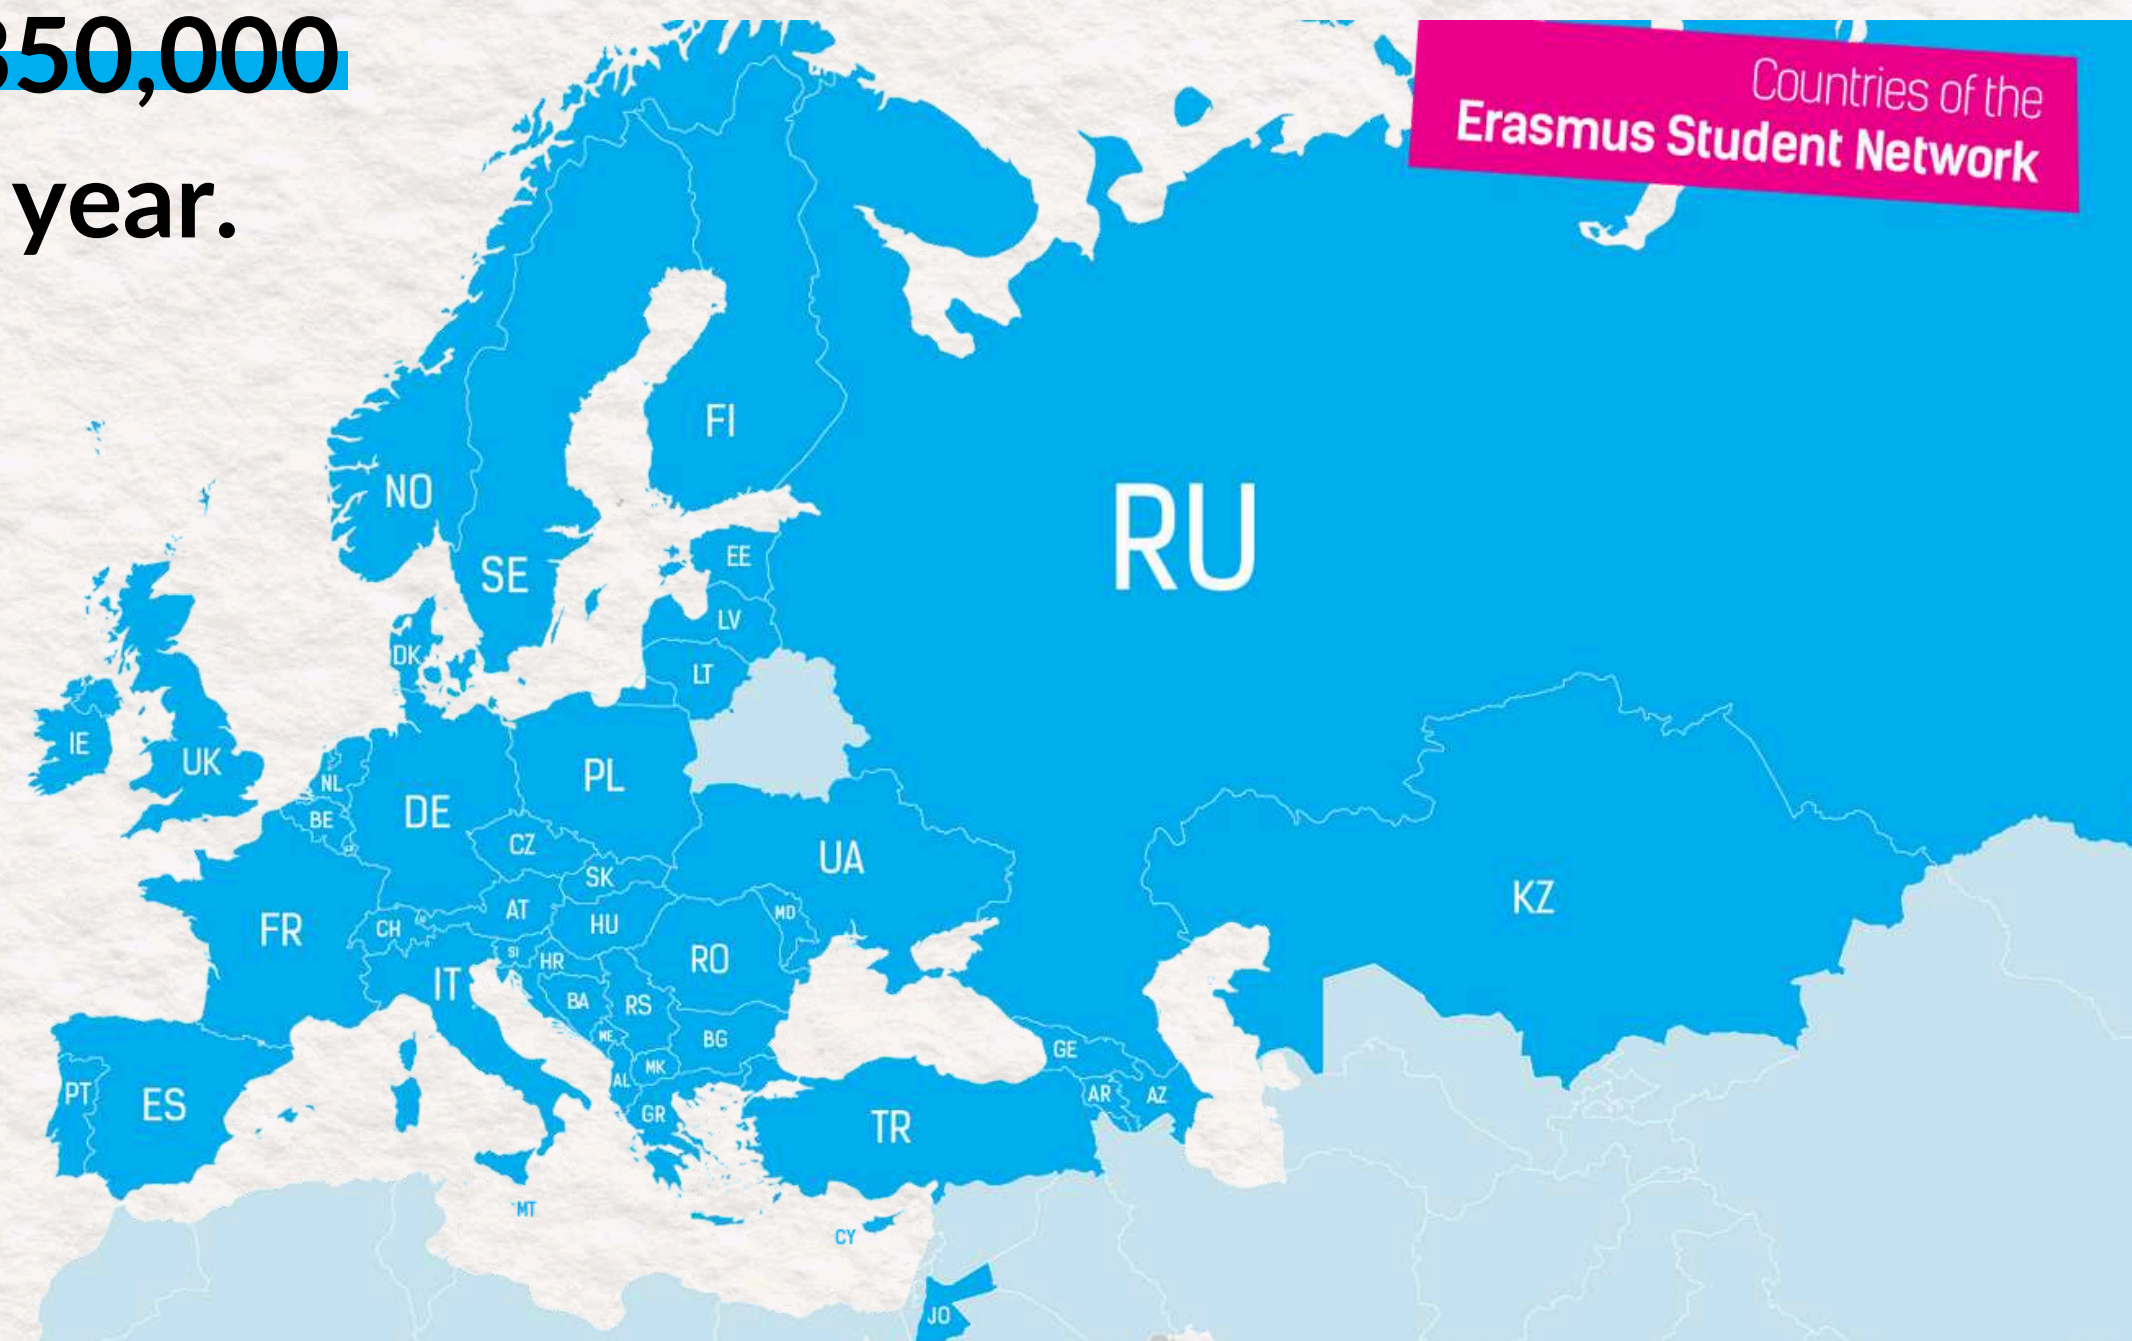 350,000
year.
Countries of the
Erasmus Student Network
FI
NO
RU
SE
EE
LV
DK
LT
IE
UK
NL
PL
DE
BE
CZ
UA
SK
AT
MD
KZ
FR
CH
HU
SI
HR
RO
IT
BA
RS
ME
BG
GE
MK
AL
PT
ES
AR
AZ
GR
TR
MT
CY
JO